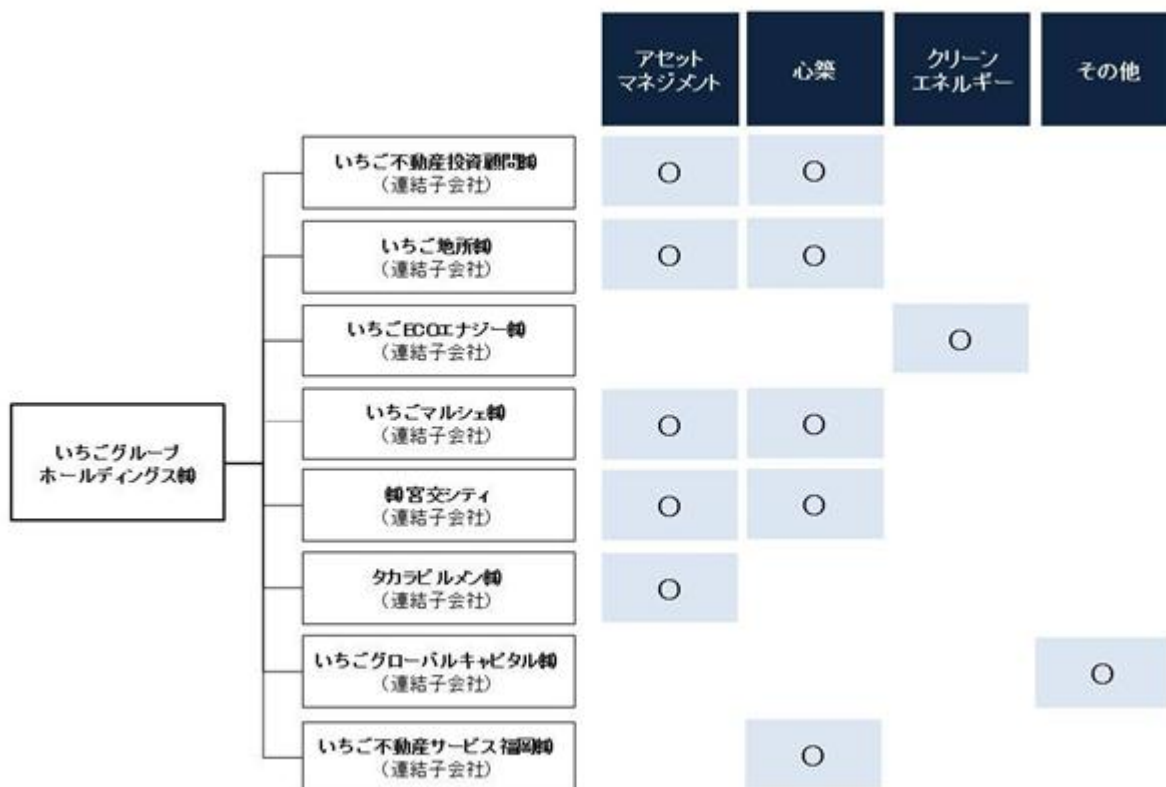 アセット
マネジメント
心築
クリーン
エネルギー
その他
いちご不動産投資顧問㈱
（連結子会社）
○
○
いちご地所㈱
（連結子会社）
○
○
いちごECOエナジー㈱
（連結子会社）
○
いちごグループ
ホールディングス㈱
いちごマルシェ㈱
（連結子会社）
○
○
㈱宮交シティ
（連結子会社）
○
○
タカラビルメン㈱
（連結子会社）
○
いちごグローバルキャピタル㈱
（連結子会社）
○
いちご不動産サービス福岡㈱
（連結子会社）
○